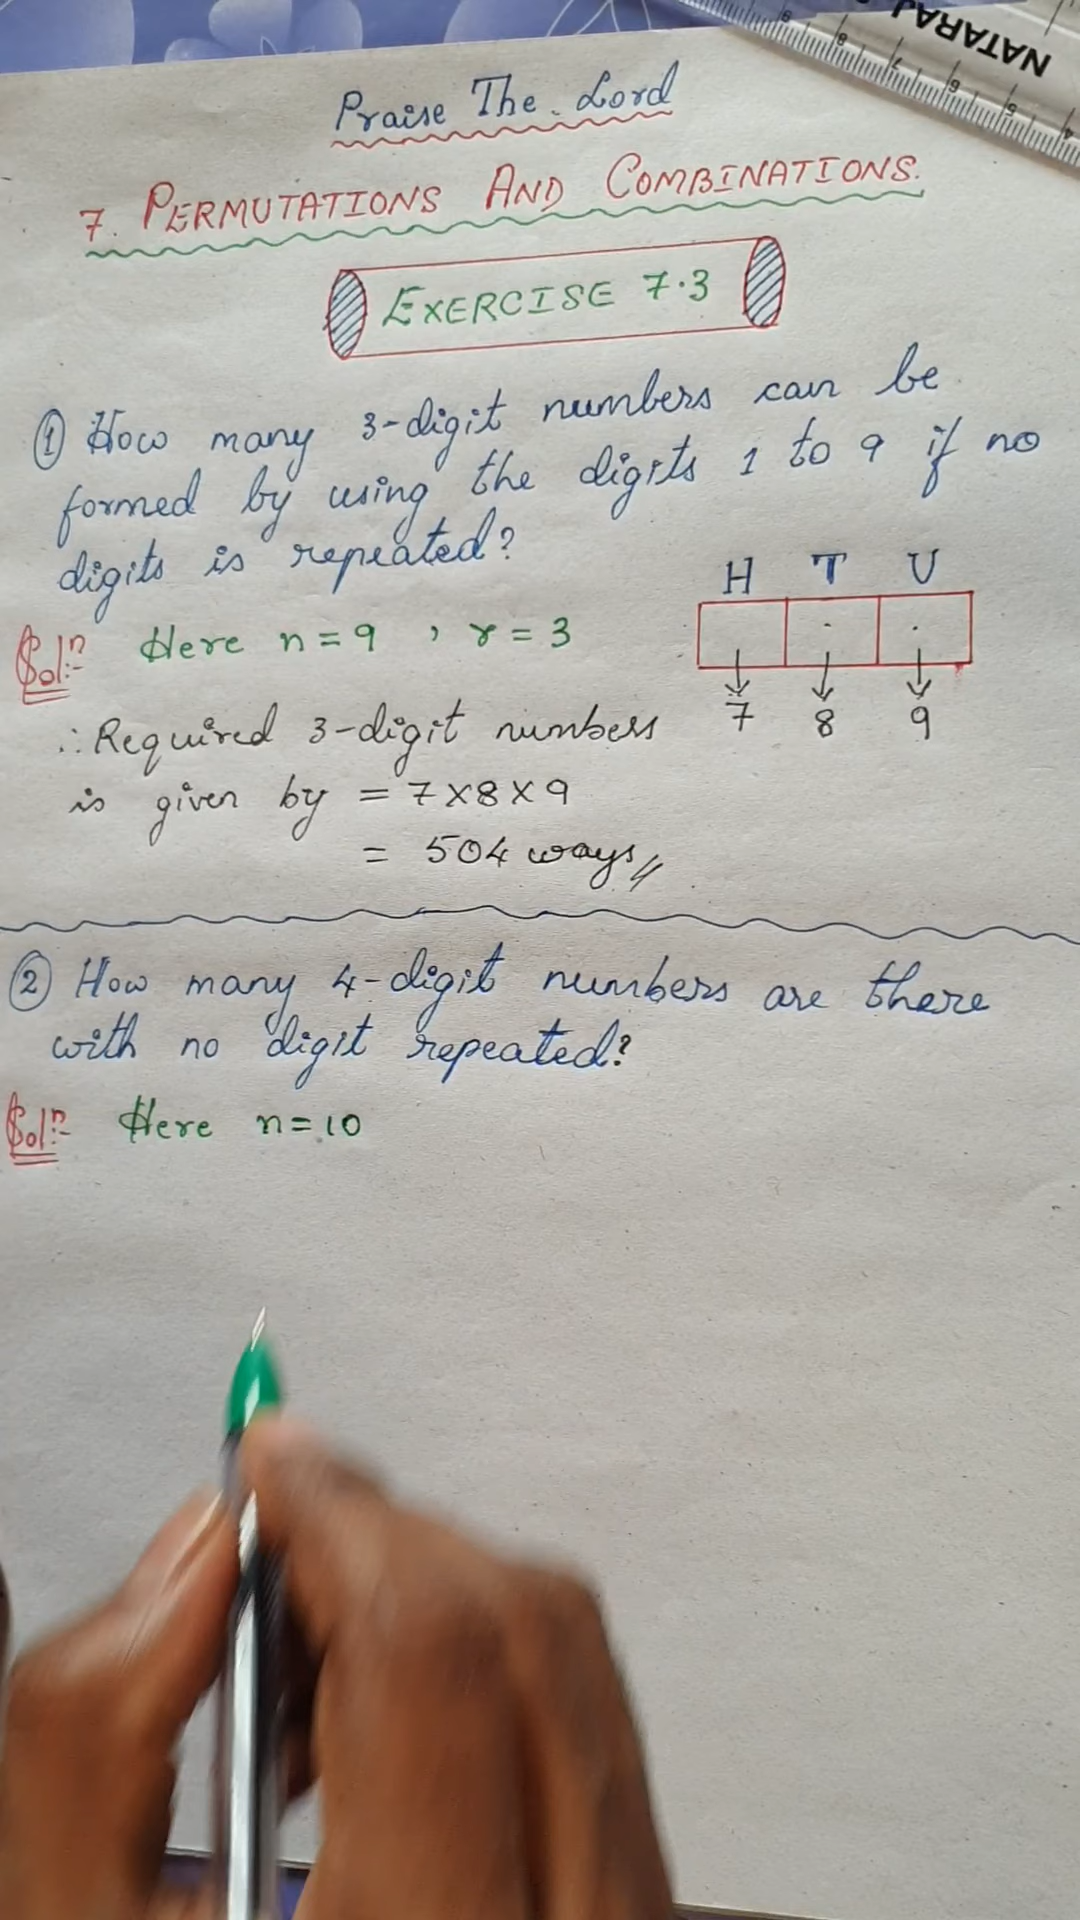 NATARAJ
Praise The Lord
7. PERMUTATIONS AND COMBINATIONS.
EXERCISE 7.3
① How many 3-digit numbers can be
formed by using the digits 1 to 9 if no
digits is repeated?
H T U
Sol:n- Here n = 9 , r = 3
7 8 9
∴ Required 3-digit numbers
is given by = 7 × 8 × 9
= 504 ways //
② How many 4-digit numbers are there
with no digit repeated?
Sol:n- Here n = 10